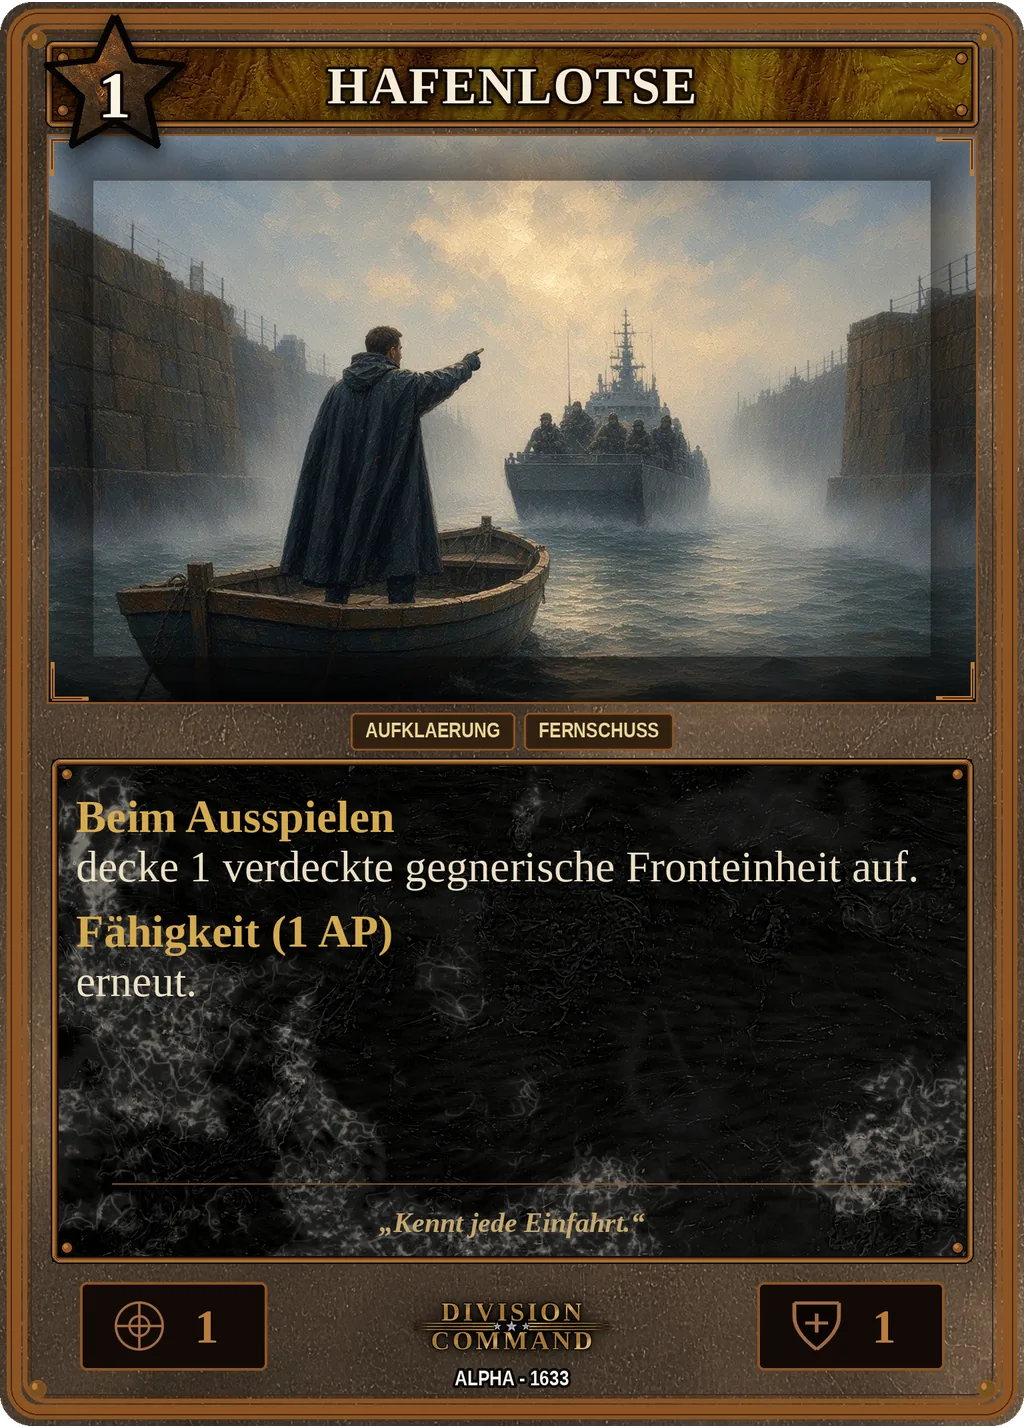 1
HAFENLOTSE
AUFKLAERUNG FERNSCHUSS
Beim Ausspielen
decke 1 verdeckte gegnerische Fronteinheit auf.
Fähigkeit (1 AP)
erneut.
„Kennt jede Einfahrt.“
1
DIVISION
COMMAND
1
ALPHA - 1633